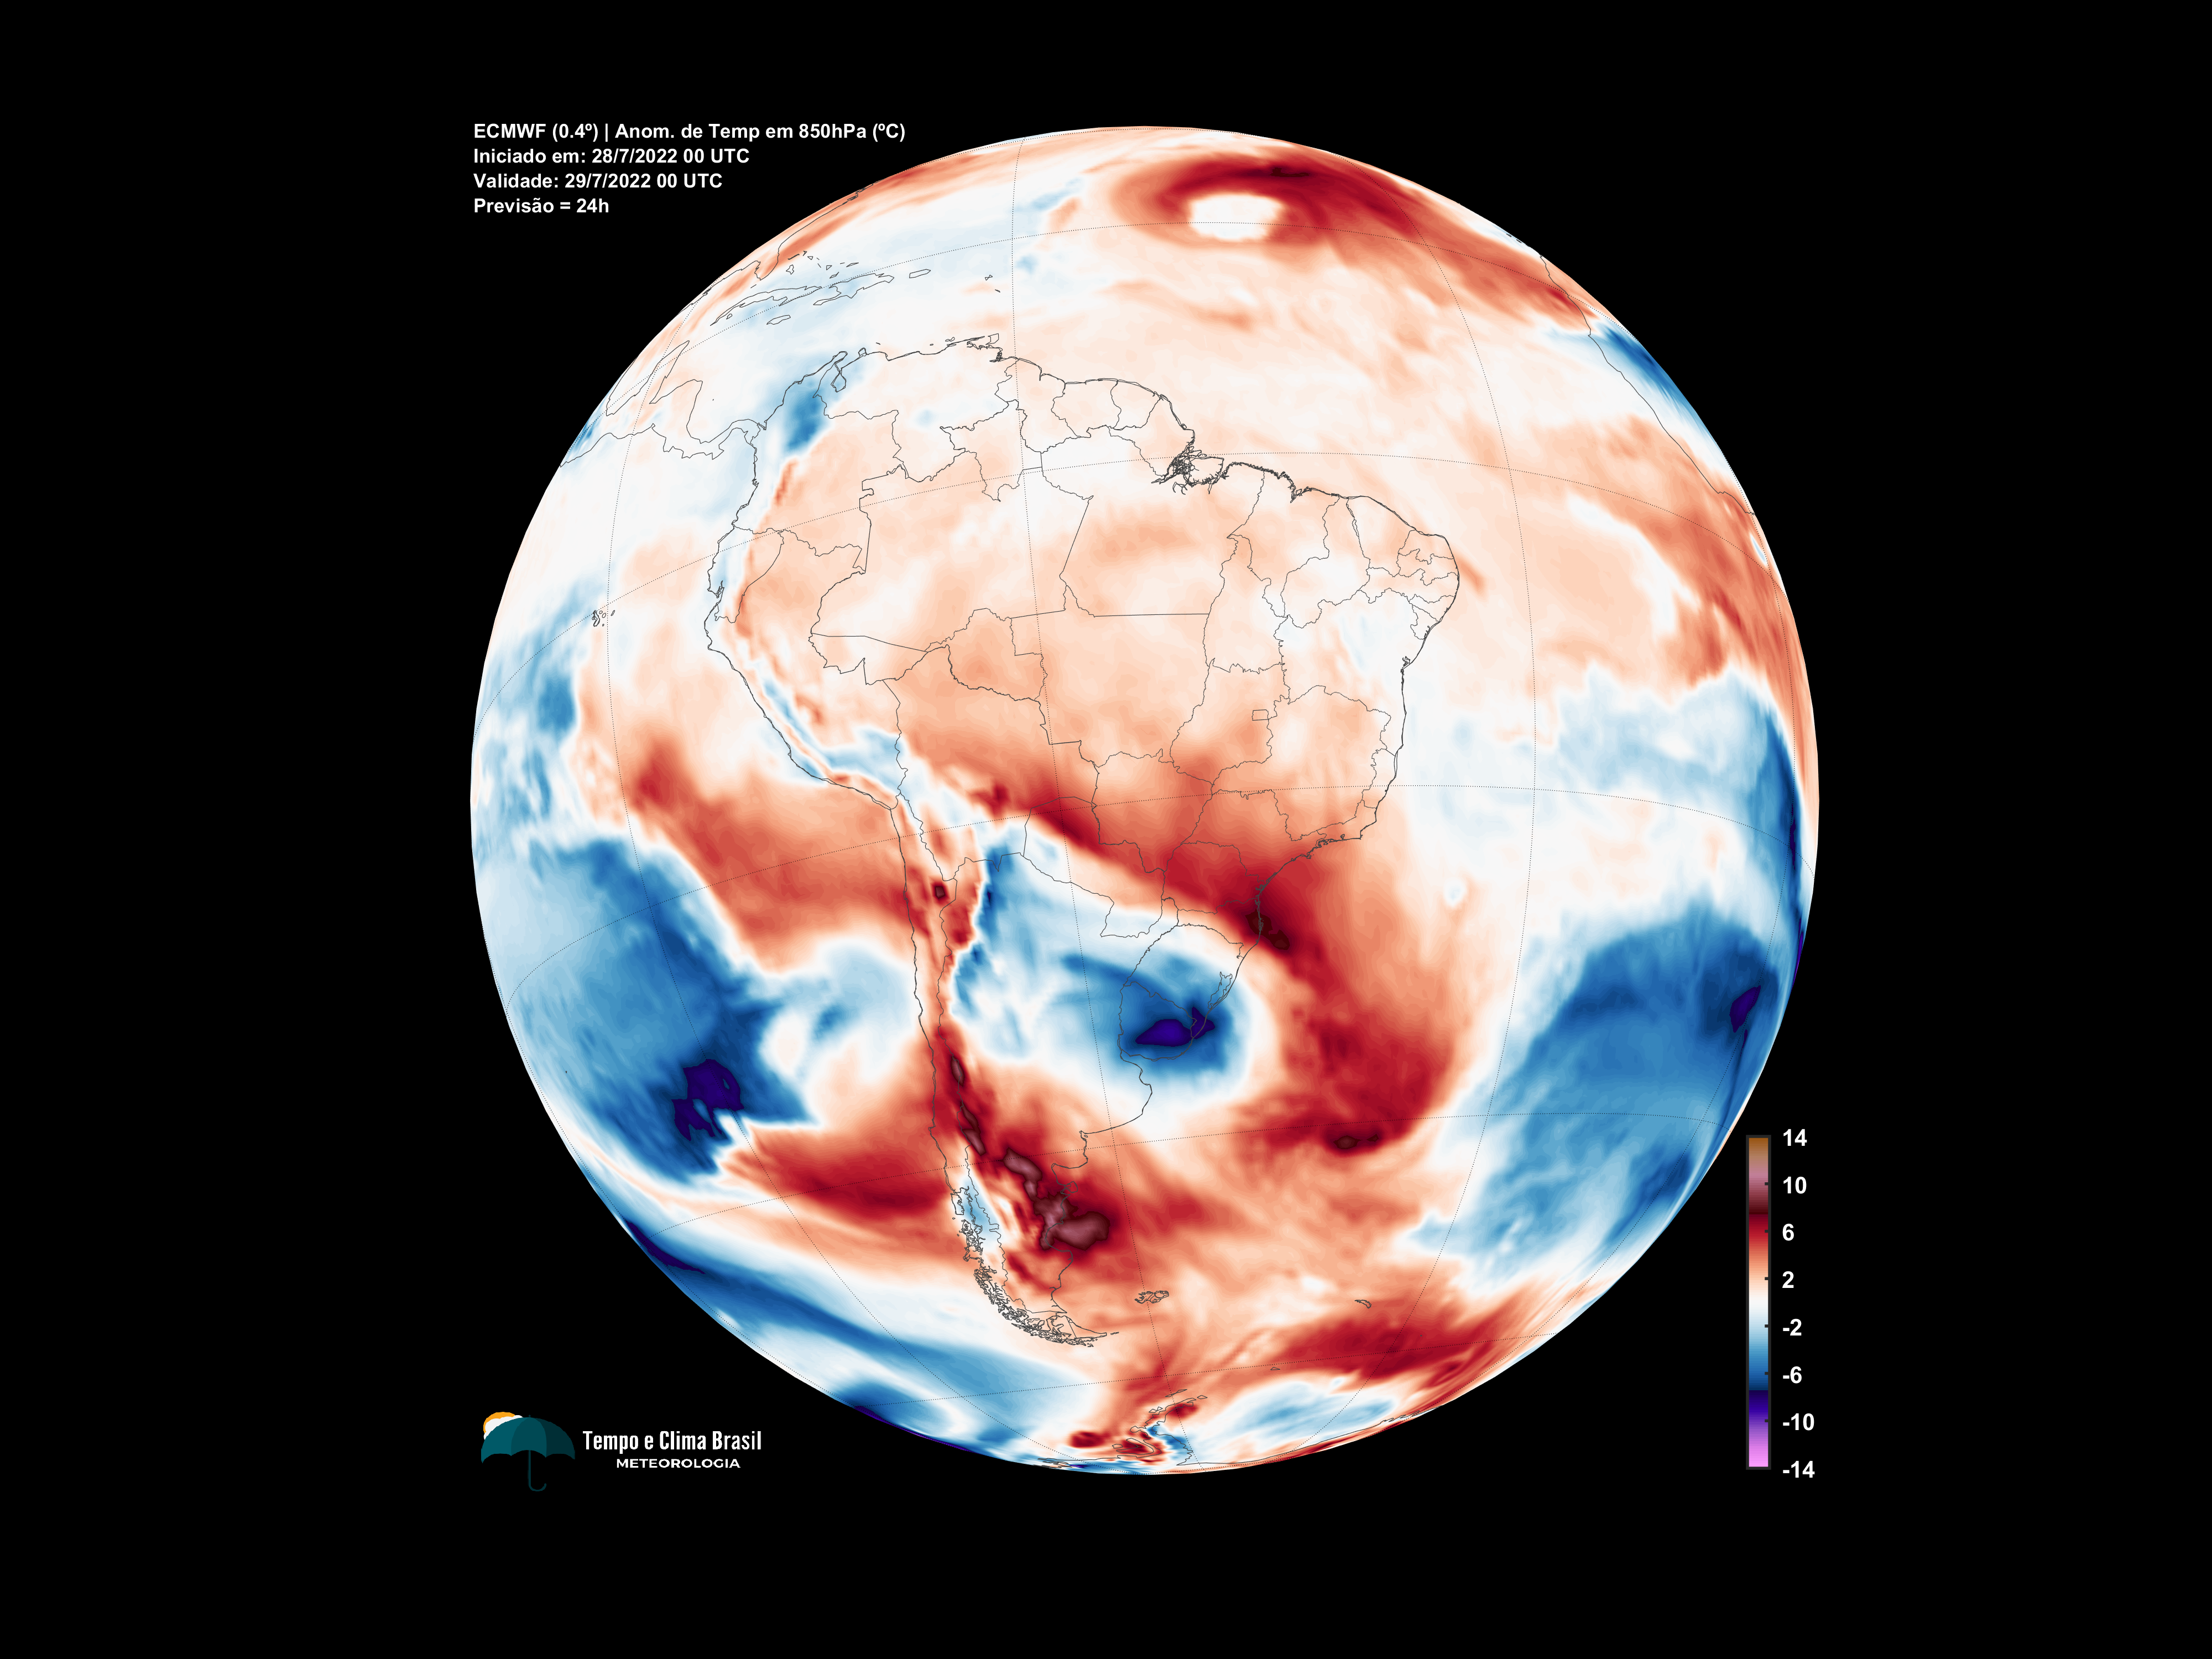 ECMWF (0.4º) | Anom. de Temp em 850hPa (ºC)
Iniciado em: 28/7/2022 00 UTC
Validade: 29/7/2022 00 UTC
Previsão = 24h
14
10
6
2
-2
-6
-10
-14
Tempo e Clima Brasil
METEOROLOGIA